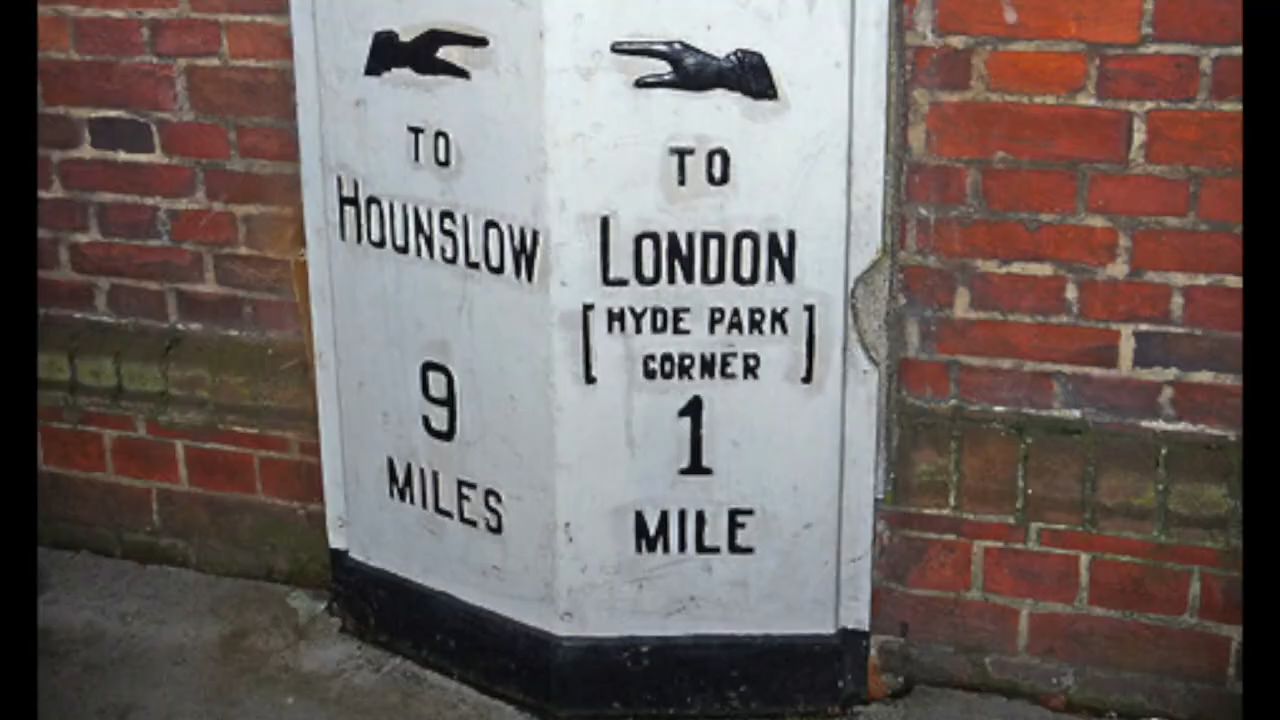 TO
HOUNSLOW
9
MILES
TO
LONDON
[HYDE PARK
CORNER]
1
MILE